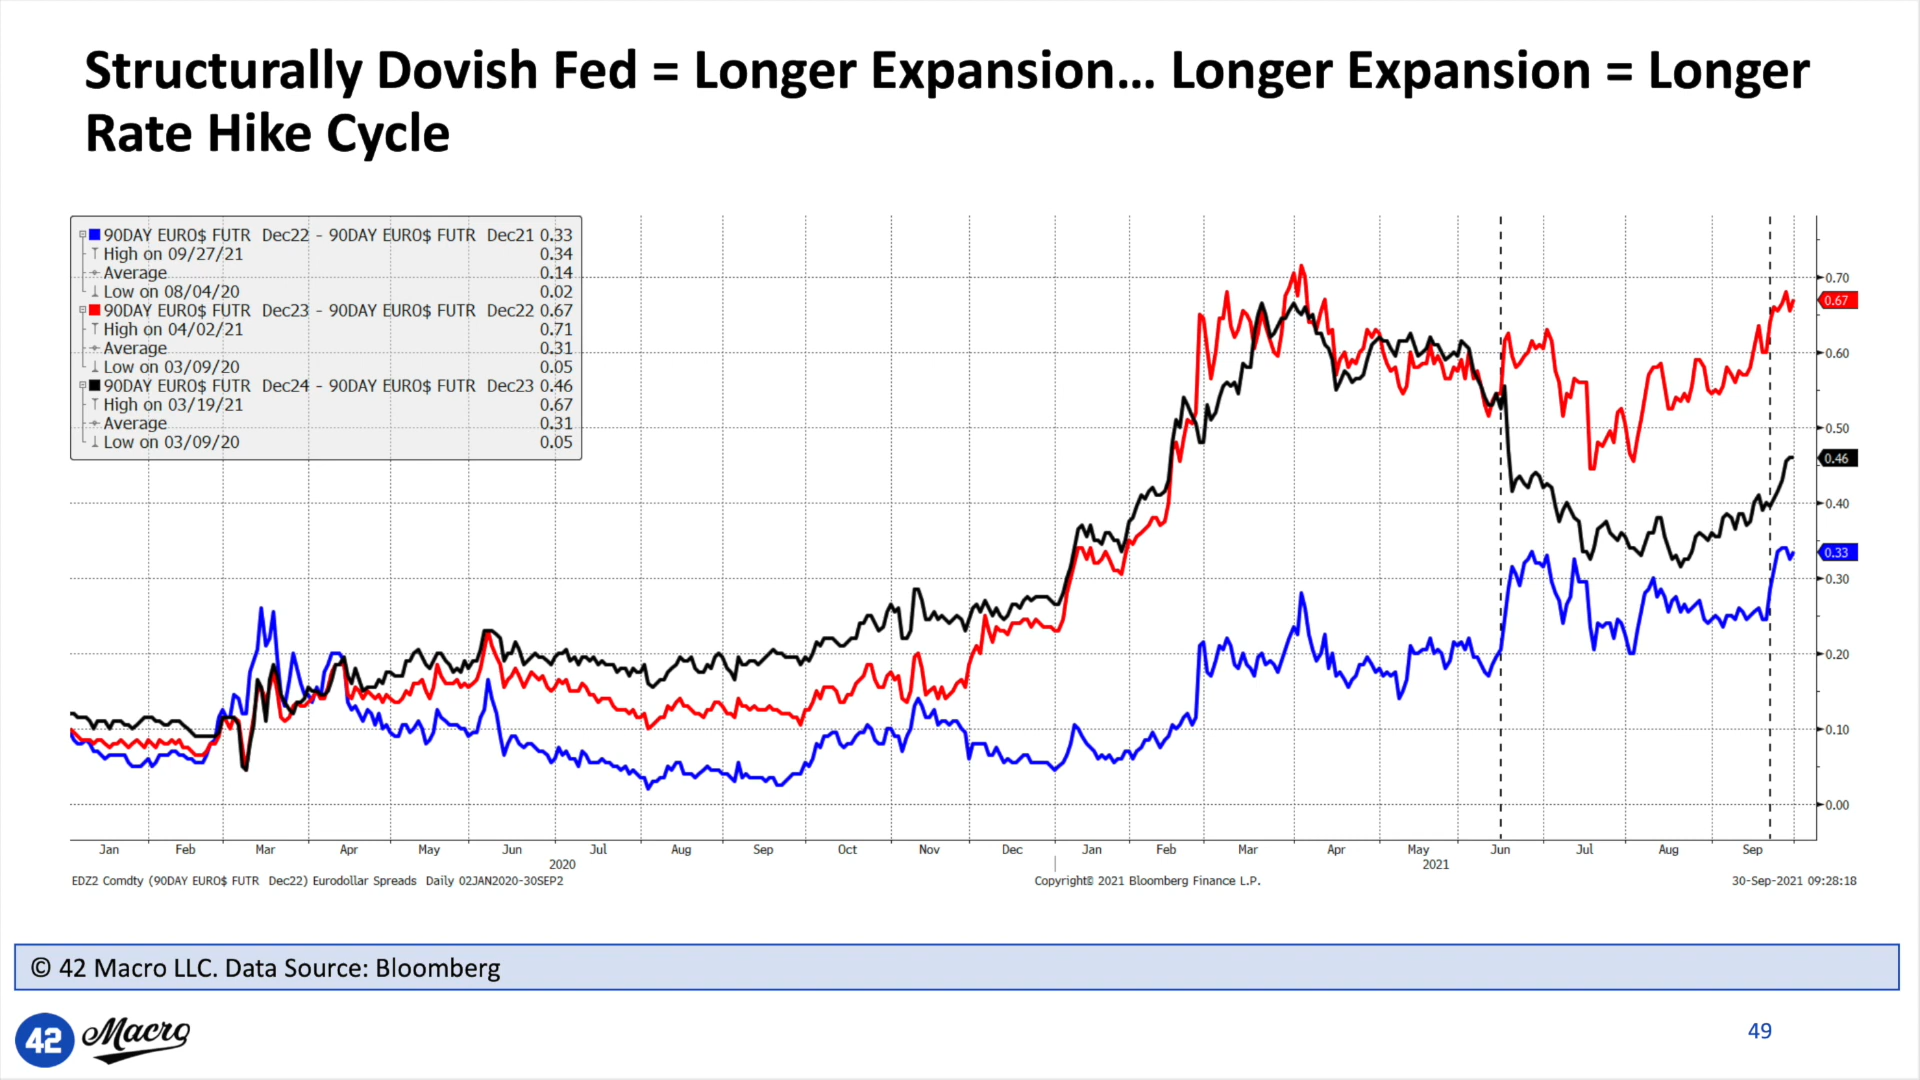 Structurally Dovish Fed = Longer Expansion... Longer Expansion = Longer
Rate Hike Cycle
90DAY EURO$ FUTR Dec22 - 90DAY EURO$ FUTR Dec21 0.33
High on 09/27/21 0.34
Average 0.14
Low on 08/04/20 0.02
90DAY EURO$ FUTR Dec23 - 90DAY EURO$ FUTR Dec22 0.67
High on 04/02/21 0.71
Average 0.31
Low on 03/09/20 0.05
90DAY EURO$ FUTR Dec24 - 90DAY EURO$ FUTR Dec23 0.46
High on 03/19/21 0.67
Average 0.31
Low on 03/09/20 0.05
0.70
0.67
0.60
0.50
0.46
0.40
0.33
0.30
0.20
0.10
0.00
Jan Feb Mar Apr May Jun Jul Aug Sep Oct Nov Dec Jan Feb Mar Apr May Jun Jul Aug Sep
2020 2021
EDZ2 Comdty (90DAY EURO$ FUTR Dec22) Eurodollar Spreads Daily 02JAN2020-30SEP2 Copyright© 2021 Bloomberg Finance L.P. 30-Sep-2021 09:28:18
© 42 Macro LLC. Data Source: Bloomberg
42 Macro
49